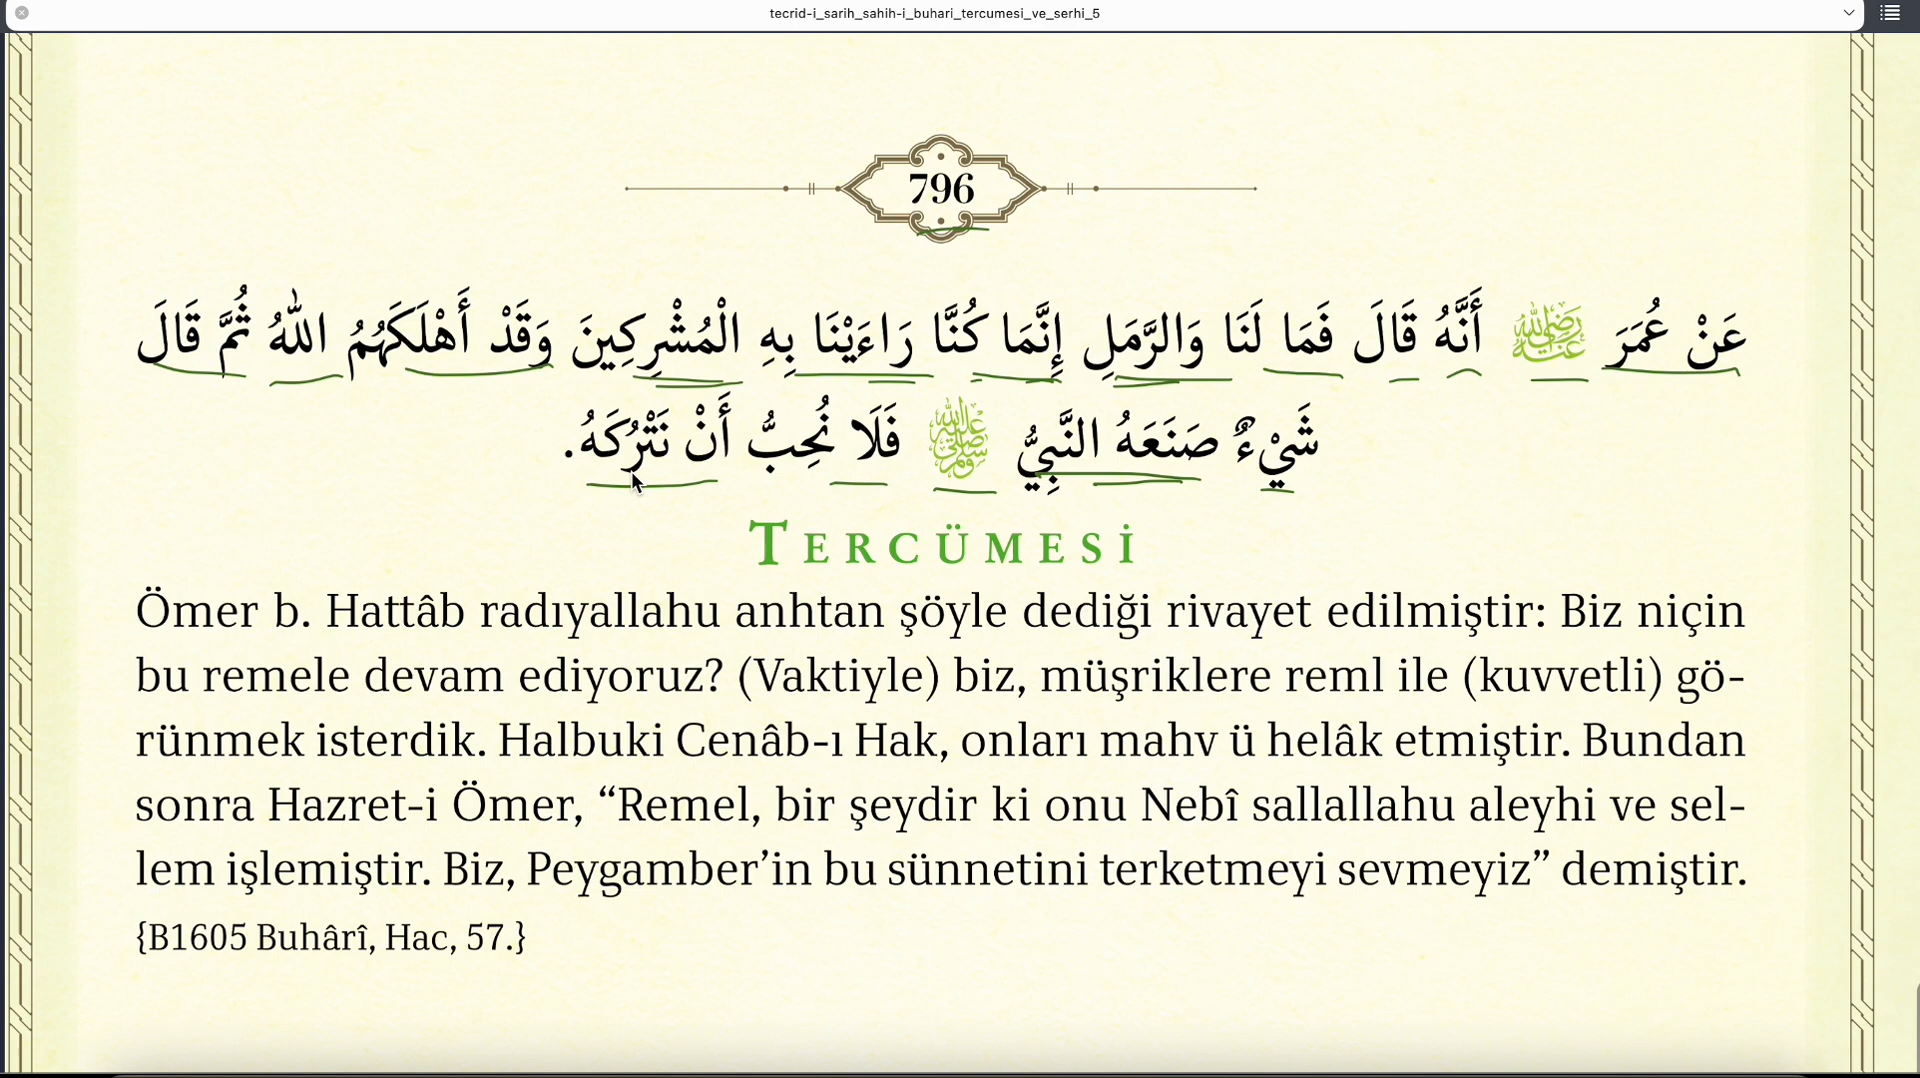 tecrid-i_sarih_sahih-i_buhari_tercumesi_ve_serhi_5
796
عَنْ عُمَرَ رَضِيَ اللهُ عَنْهُ أَنَّهُ قَالَ فَمَا لَنَا وَالرَّمَلِ إِنَّمَا كُنَّا رَاءَيْنَا بِهِ الْمُشْرِكِينَ وَقَدْ أَهْلَكَهُمُ اللهُ ثُمَّ قَالَ
شَيْءٌ صَنَعَهُ النَّبِيُّ صلى الله عليه وسلم فَلَا نُحِبُّ أَنْ نَتْرُكَهُ.
TERCÜMESİ
Ömer b. Hattâb radıyallahu anhtan şöyle dediği rivayet edilmiştir: Biz niçin
bu remele devam ediyoruz? (Vaktiyle) biz, müşriklere reml ile (kuvvetli) gö-
rünmek isterdik. Halbuki Cenâb-ı Hak, onları mahv ü helâk etmiştir. Bundan
sonra Hazret-i Ömer, “Remel, bir şeydir ki onu Nebî sallallahu aleyhi ve sel-
lem işlemiştir. Biz, Peygamber’in bu sünnetini terketmeyi sevmeyiz” demiştir.
{B1605 Buhârî, Hac, 57.}